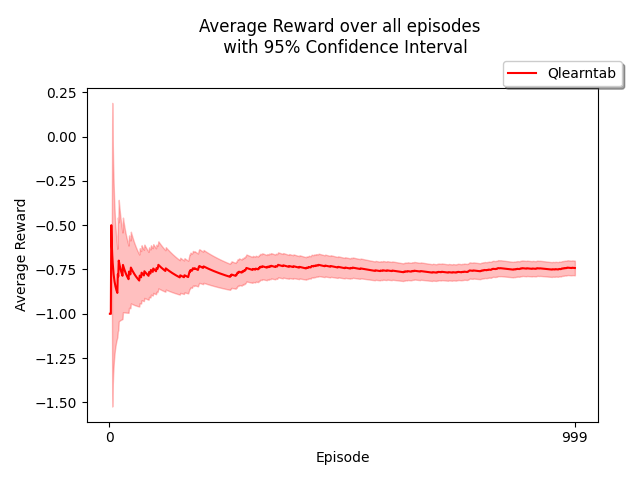 Average Reward over all episodes
with 95% Confidence Interval
Qlearntab
0.25
0.00
−0.25
−0.50
−0.75
−1.00
−1.25
−1.50
Average Reward
0
999
Episode